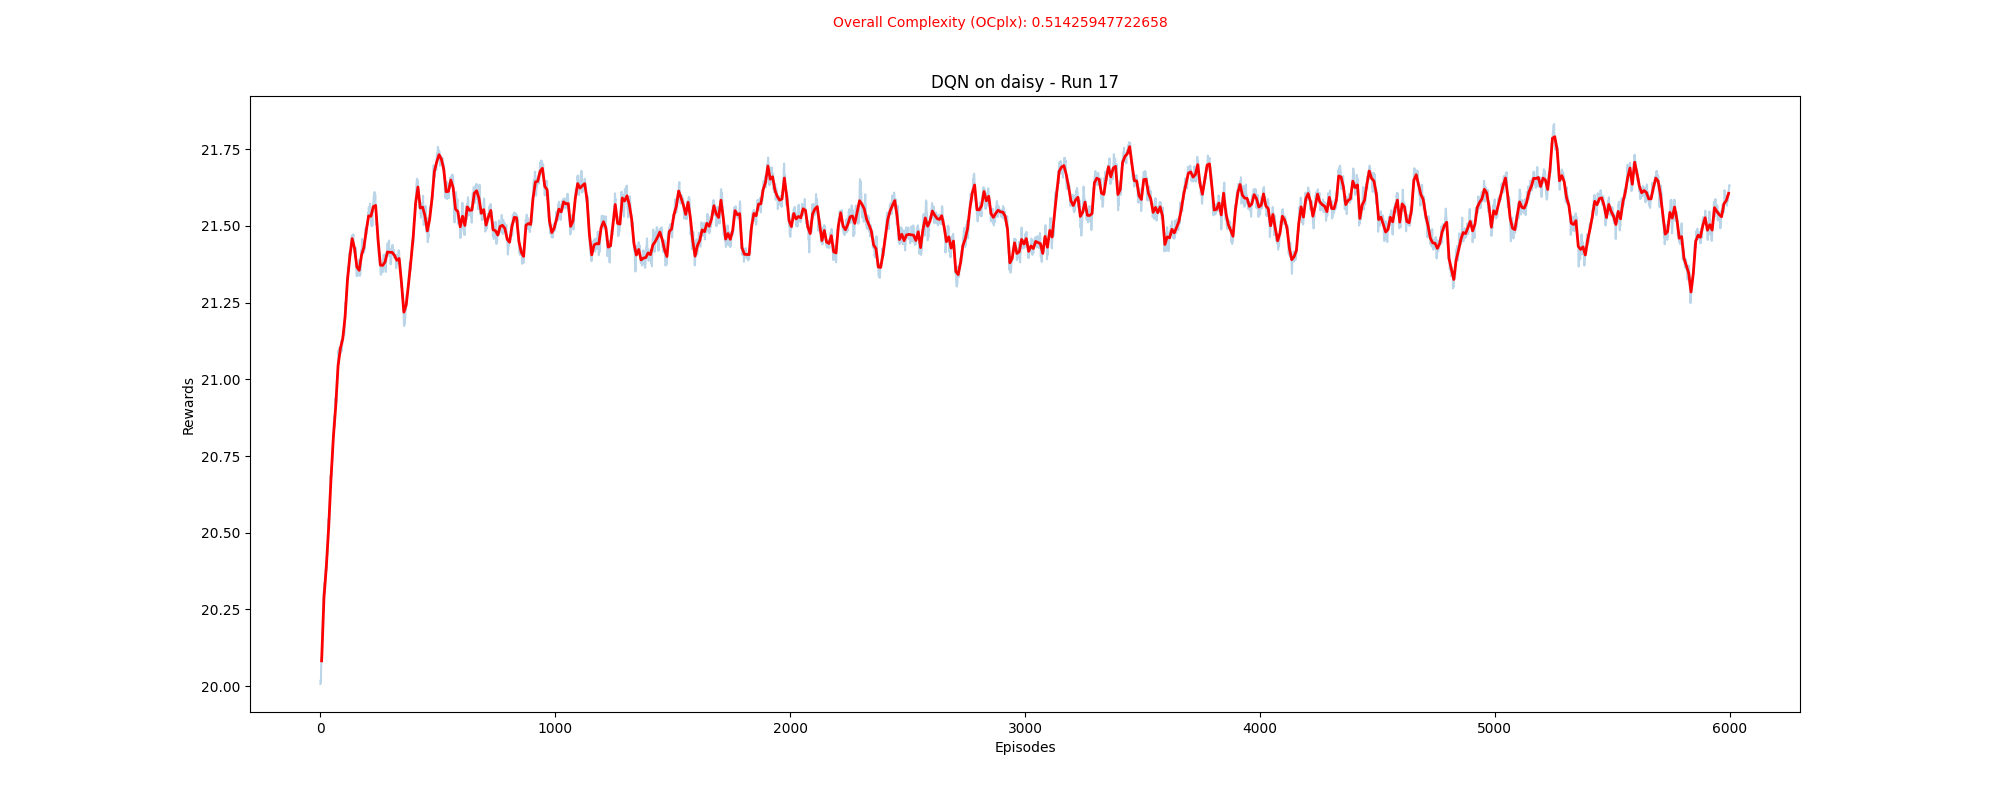 Overall Complexity (OCplx): 0.51425947722658
DQN on daisy - Run 17
Rewards
21.75
21.50
21.25
21.00
20.75
20.50
20.25
20.00
0 1000 2000 3000 4000 5000 6000
Episodes